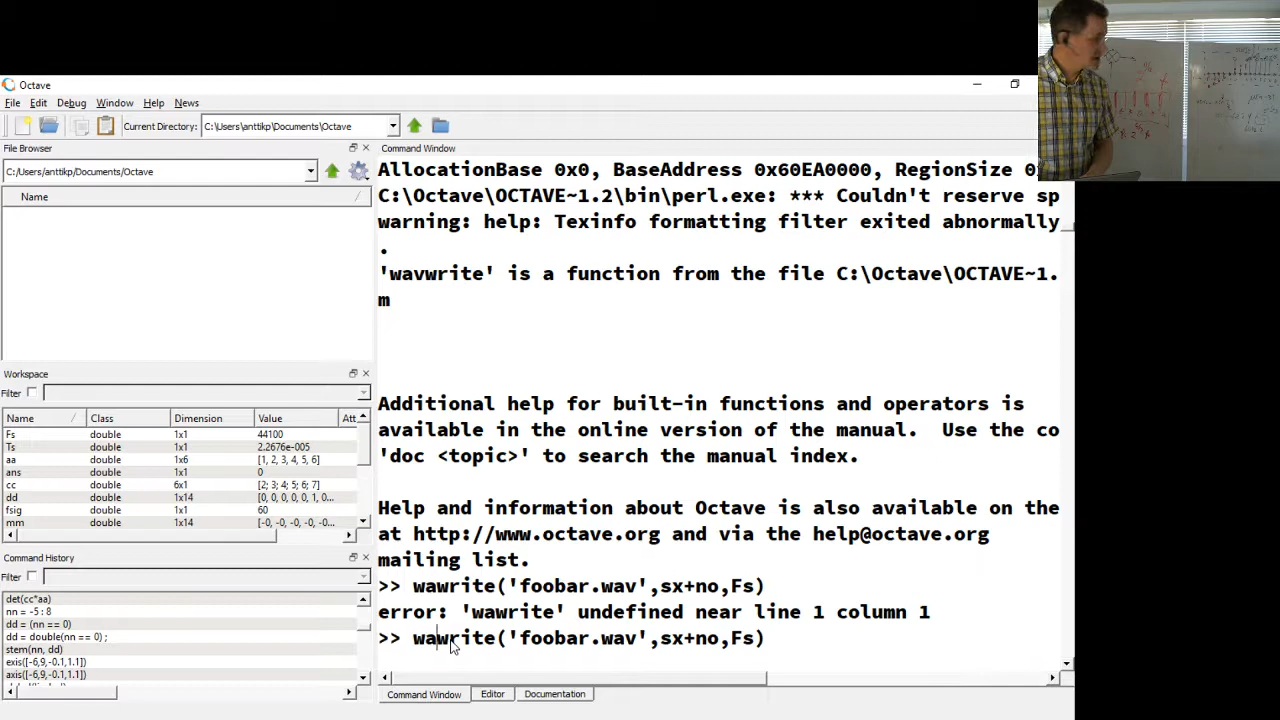 Octave
File Edit Debug Window Help News
Current Directory: C:\Users\anttikp\Documents\Octave
File Browser
Command Window
C:/Users/anttikp/Documents/Octave
Name
AllocationBase 0x0, BaseAddress 0x60EA0000, RegionSize 0
C:\Octave\OCTAVE~1.2\bin\perl.exe: *** Couldn't reserve sp
warning: help: Texinfo formatting filter exited abnormally
.
'wavwrite' is a function from the file C:\Octave\OCTAVE~1.
m
Additional help for built-in functions and operators is
available in the online version of the manual. Use the co
'doc <topic>' to search the manual index.
Help and information about Octave is also available on the
at http://www.octave.org and via the help@octave.org
mailing list.
>> wawrite('foobar.wav',sx+no,Fs)
error: 'wawrite' undefined near line 1 column 1
>> wawrite('foobar.wav',sx+no,Fs)
Workspace
Filter
Name Class Dimension Value Att
Fs double 1x1 44100
Ts double 1x1 2.2676e-005
aa double 1x6 [1, 2, 3, 4, 5, 6]
ans double 1x1 0
cc double 6x1 [2; 3; 4; 5; 6; 7]
dd double 1x14 [0, 0, 0, 0, 0, 1, 0...
fsig double 1x1 60
mm double 1x14 [-0, -0, -0, -0, -0...
Command History
Filter
det(cc*aa)
nn = -5 : 8
dd = (nn == 0)
dd = double(nn == 0) ;
stem(nn, dd)
exis([-6,9,-0.1,1.1])
axis([-6,9,-0.1,1.1])
Command Window Editor Documentation